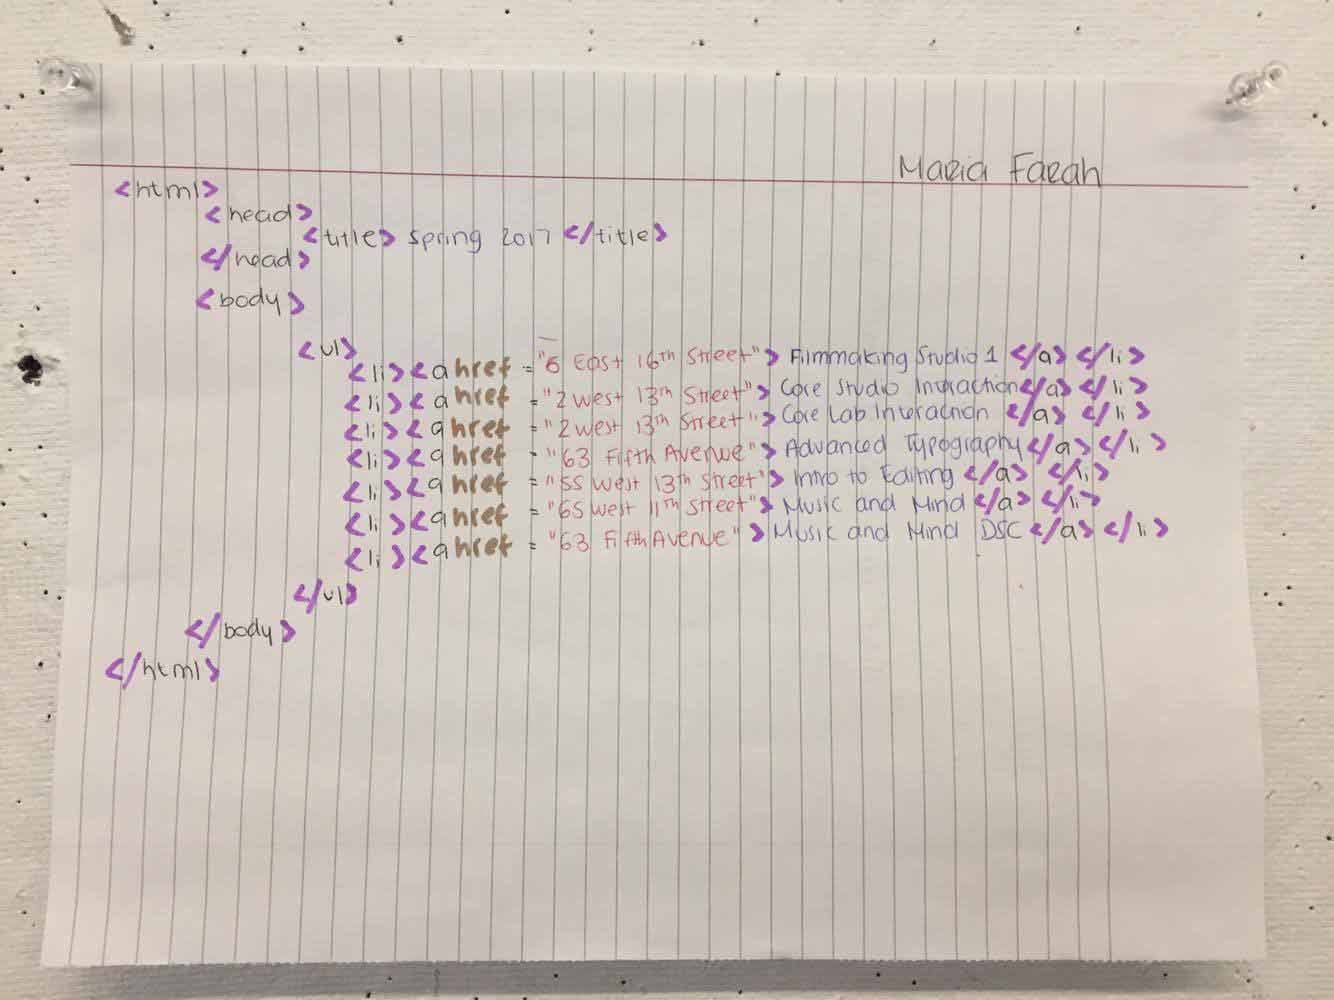 Maria Farah
<html>
<head>
<title> Spring 2017 </title>
</head>
<body>
<ul>
<li><a href = "6 East 16th Street"> Filmmaking Studio 1 </a> </li>
<li><a href = "2 West 13th Street"> Core Studio Interaction</a> </li>
<li><a href = "2 West 13th Street"> Core Lab Interaction </a> </li>
<li><a href = "63 Fifth Avenue"> Advanced Typography</a> </li>
<li><a href = "55 West 13th Street"> Intro to Editing </a> </li>
<li><a href = "65 West 11th Street"> Music and Mind </a> </li>
<li><a href = "63 Fifth Avenue"> Music and Mind DSC </a> </li>
</ul>
</body>
</html>